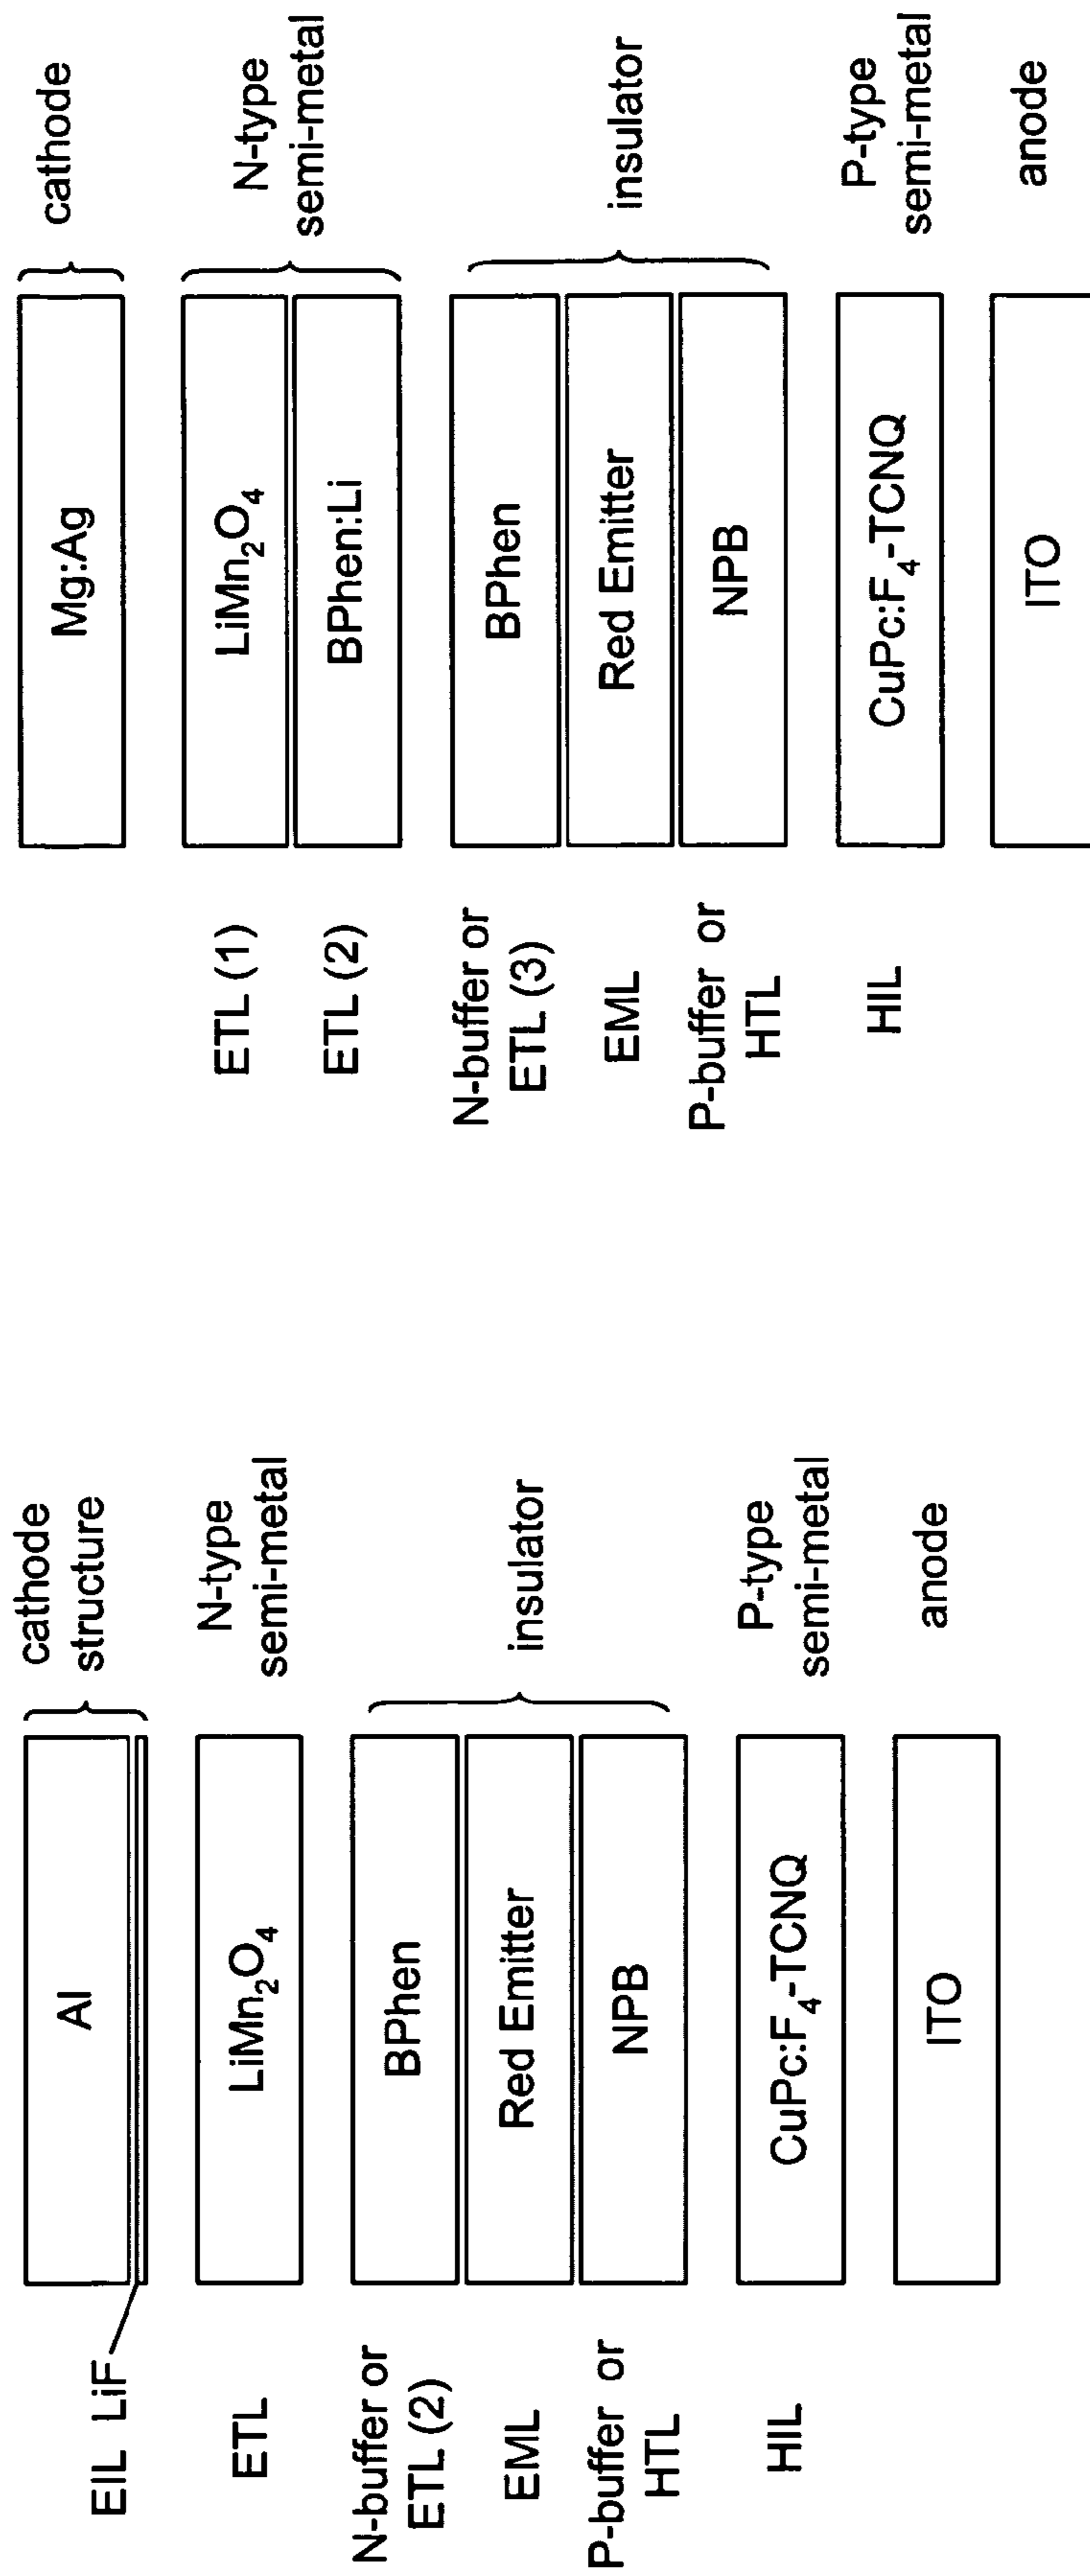 cathode
structure
EIL LiF
Al
ETL
LiMn₂O₄
N-type
semi-metal
N-buffer or
ETL (2)
BPhen
EML
Red Emitter
insulator
P-buffer or
HTL
NPB
HIL
CuPc:F₄-TCNQ
P-type
semi-metal
ITO
anode
Mg:Ag
cathode
ETL (1)
LiMn₂O₄
ETL (2)
BPhen:Li
N-type
semi-metal
N-buffer or
ETL (3)
BPhen
EML
Red Emitter
insulator
P-buffer or
HTL
NPB
HIL
CuPc:F₄-TCNQ
P-type
semi-metal
ITO
anode